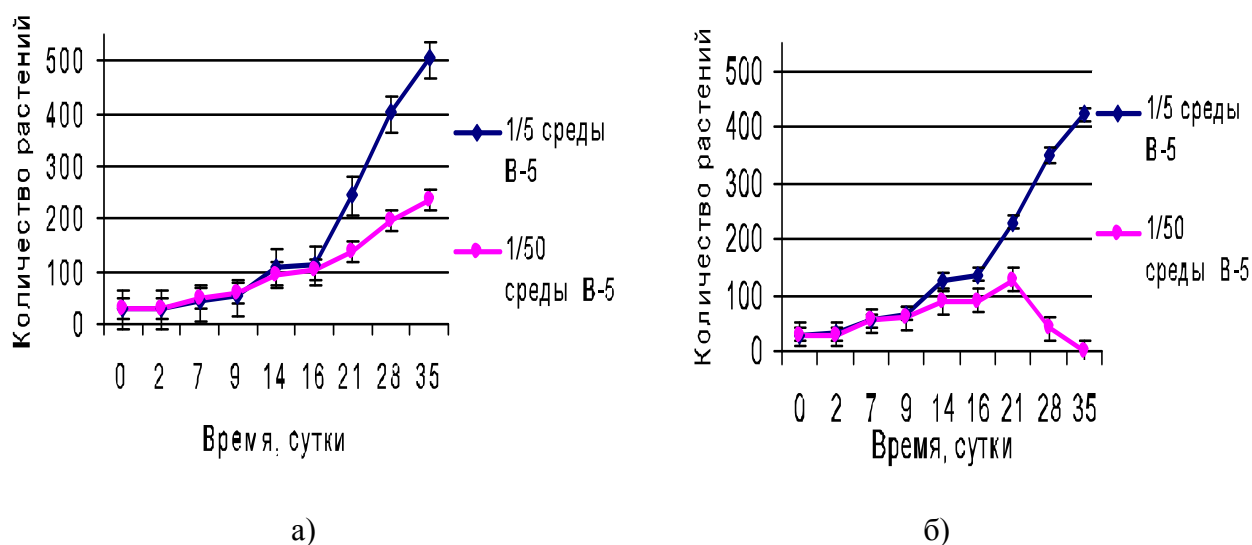 Количество растений
500
400
300
200
100
0
0 2 7 9 14 16 21 28 35
Время, сутки
1/5 среды
В-5
1/50
среды В-5
а)
Количество растений
500
400
300
200
100
0
0 2 7 9 14 16 21 28 35
Время, сутки
1/5 среды
В-5
1/50
среды В-5
б)